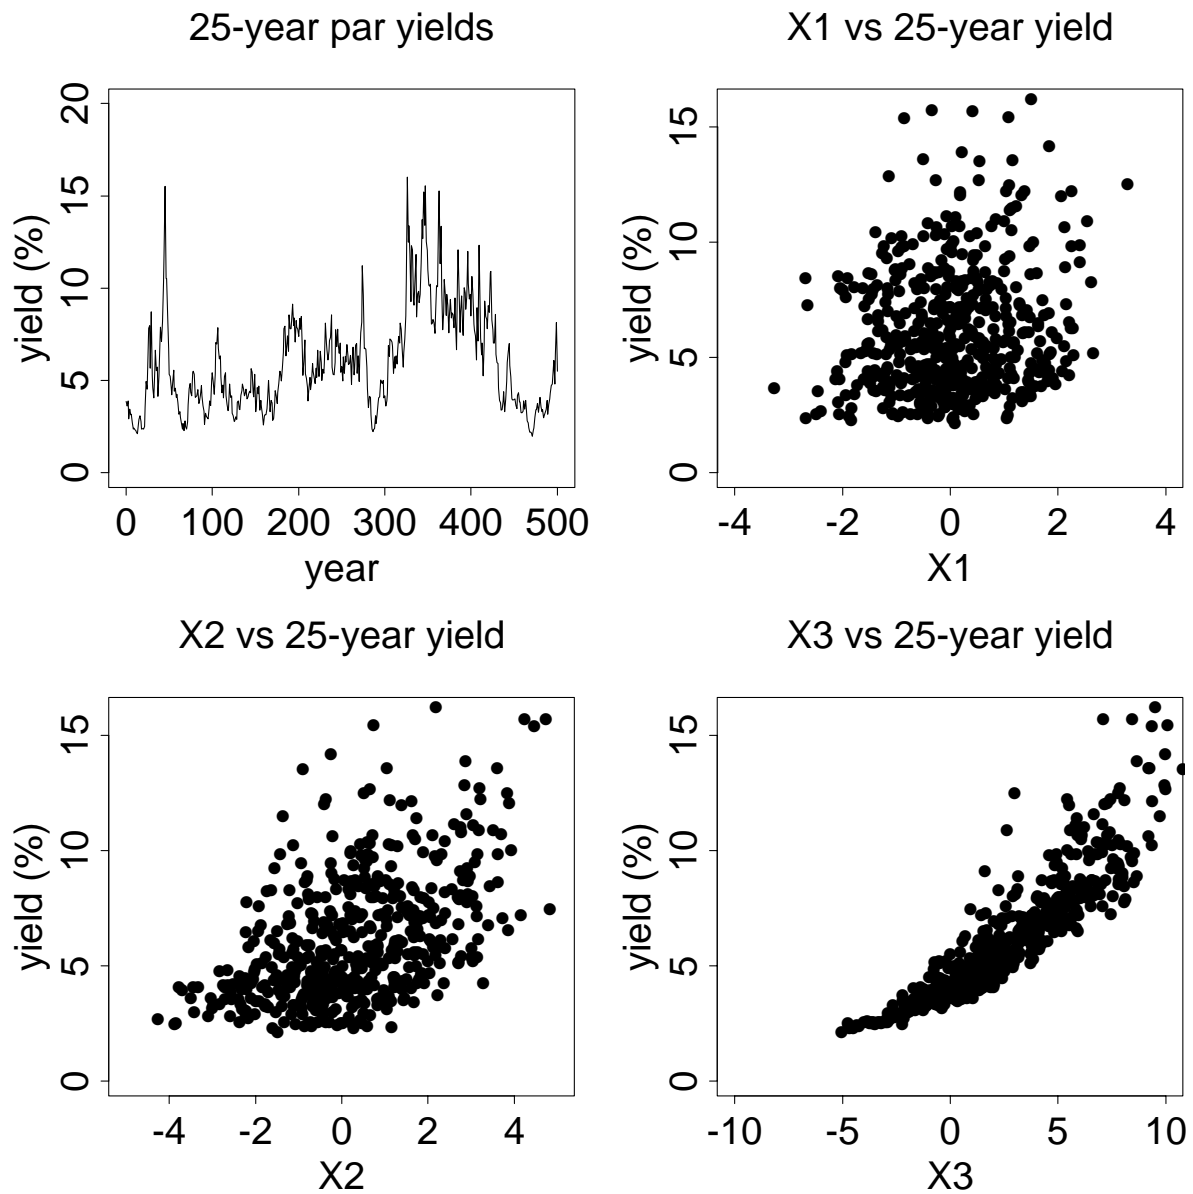 25-year par yields
yield (%)
0 5 10 15 20
0 100 200 300 400 500
year
X1 vs 25-year yield
yield (%)
0 5 10 15
-4 -2 0 2 4
X1
X2 vs 25-year yield
yield (%)
0 5 10 15
-4 -2 0 2 4
X2
X3 vs 25-year yield
yield (%)
0 5 10 15
-10 -5 0 5 10
X3